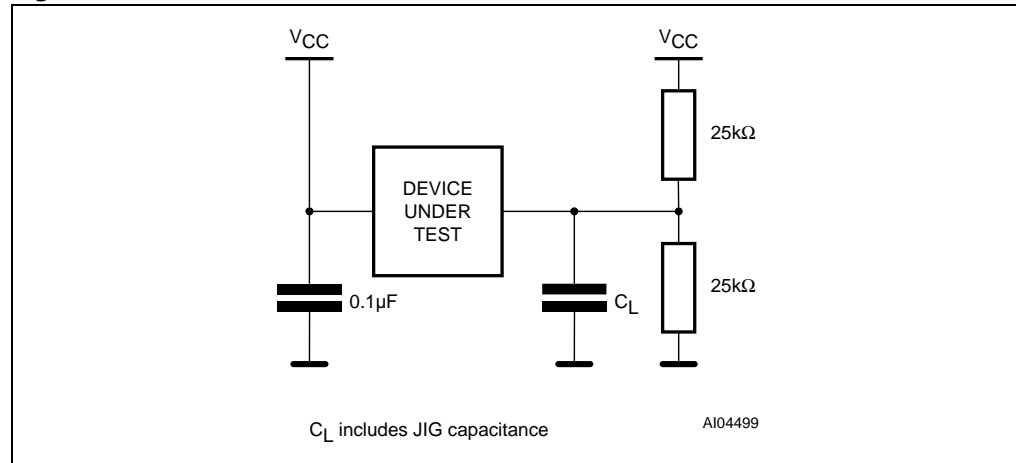 VCC
VCC
25kΩ
DEVICE
UNDER
TEST
0.1µF
CL
25kΩ
CL includes JIG capacitance
AI04499